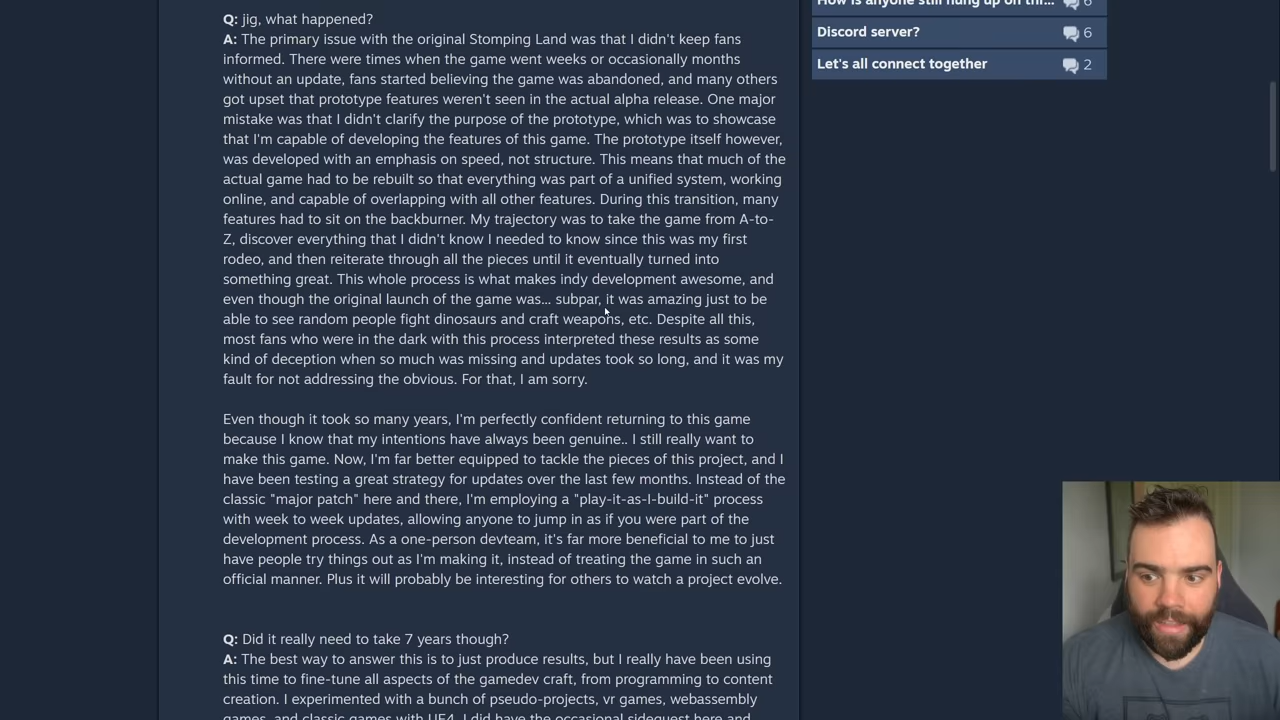 Q: jig, what happened?
A: The primary issue with the original Stomping Land was that I didn't keep fans
informed. There were times when the game went weeks or occasionally months
without an update, fans started believing the game was abandoned, and many others
got upset that prototype features weren't seen in the actual alpha release. One major
mistake was that I didn't clarify the purpose of the prototype, which was to showcase
that I'm capable of developing the features of this game. The prototype itself however,
was developed with an emphasis on speed, not structure. This means that much of the
actual game had to be rebuilt so that everything was part of a unified system, working
online, and capable of overlapping with all other features. During this transition, many
features had to sit on the backburner. My trajectory was to take the game from A-to-
Z, discover everything that I didn't know I needed to know since this was my first
rodeo, and then reiterate through all the pieces until it eventually turned into
something great. This whole process is what makes indy development awesome, and
even though the original launch of the game was... subpar, it was amazing just to be
able to see random people fight dinosaurs and craft weapons, etc. Despite all this,
most fans who were in the dark with this process interpreted these results as some
kind of deception when so much was missing and updates took so long, and it was my
fault for not addressing the obvious. For that, I am sorry.
Even though it took so many years, I'm perfectly confident returning to this game
because I know that my intentions have always been genuine.. I still really want to
make this game. Now, I'm far better equipped to tackle the pieces of this project, and I
have been testing a great strategy for updates over the last few months. Instead of the
classic "major patch" here and there, I'm employing a "play-it-as-I-build-it" process
with week to week updates, allowing anyone to jump in as if you were part of the
development process. As a one-person devteam, it's far more beneficial to me to just
have people try things out as I'm making it, instead of treating the game in such an
official manner. Plus it will probably be interesting for others to watch a project evolve.
Q: Did it really need to take 7 years though?
A: The best way to answer this is to just produce results, but I really have been using
this time to fine-tune all aspects of the gamedev craft, from programming to content
creation. I experimented with a bunch of pseudo-projects, vr games, webassembly
games, and classic games with UE4. I did have the occasional sidequest here and
How is anyone still hung up on thi... 6
Discord server? 6
Let's all connect together 2